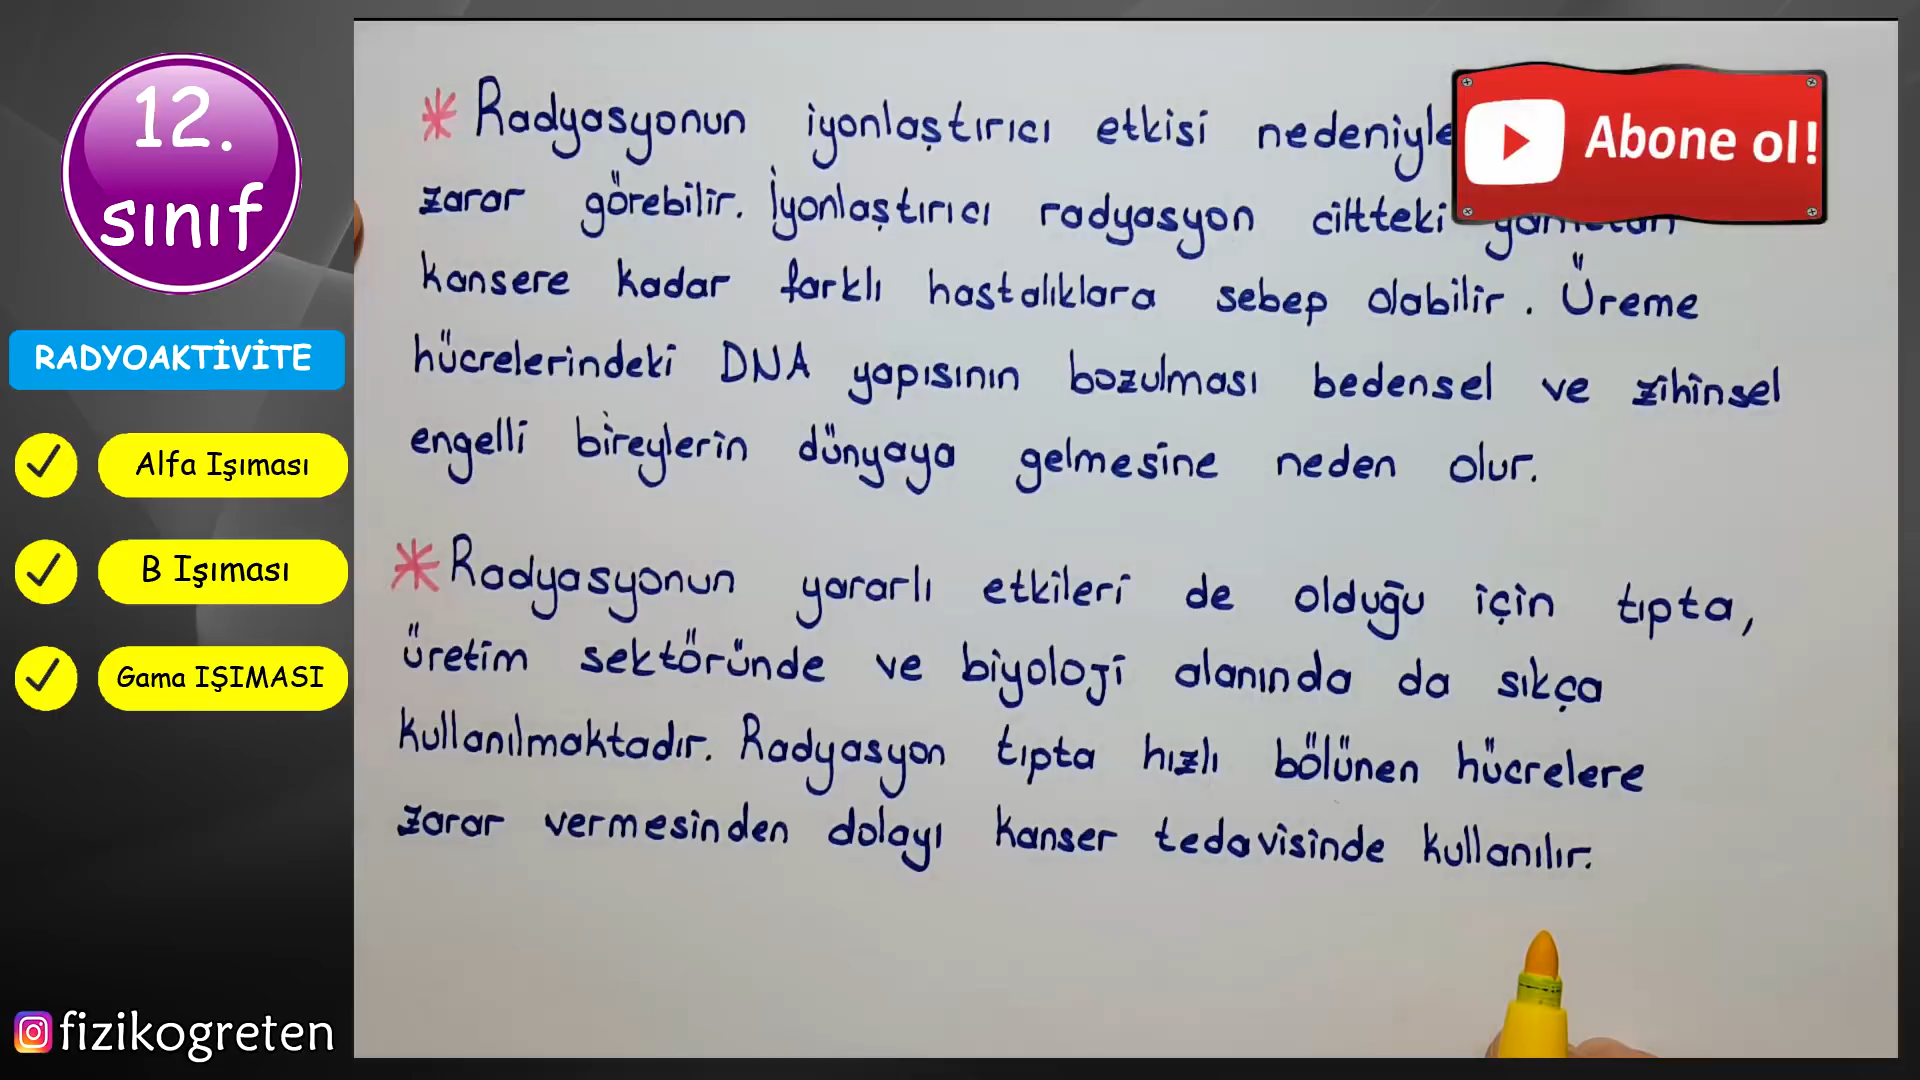 12.
sınıf
RADYOAKTİVİTE
Alfa Işıması
B Işıması
Gama IŞIMASI
fizikogreten
Abone ol!
* Radyasyonun iyonlaştırıcı etkisi nedeniyle
zarar görebilir. İyonlaştırıcı radyasyon ciltteki
kansere kadar farklı hastalıklara sebep olabilir. Üreme
hücrelerindeki DNA yapısının bozulması bedensel ve zihinsel
engelli bireylerin dünyaya gelmesine neden olur.
* Radyasyonun yararlı etkileri de olduğu için tıpta,
üretim sektöründe ve biyoloji alanında da sıkça
kullanılmaktadır. Radyasyon tıpta hızlı bölünen hücrelere
zarar vermesinden dolayı kanser tedavisinde kullanılır.